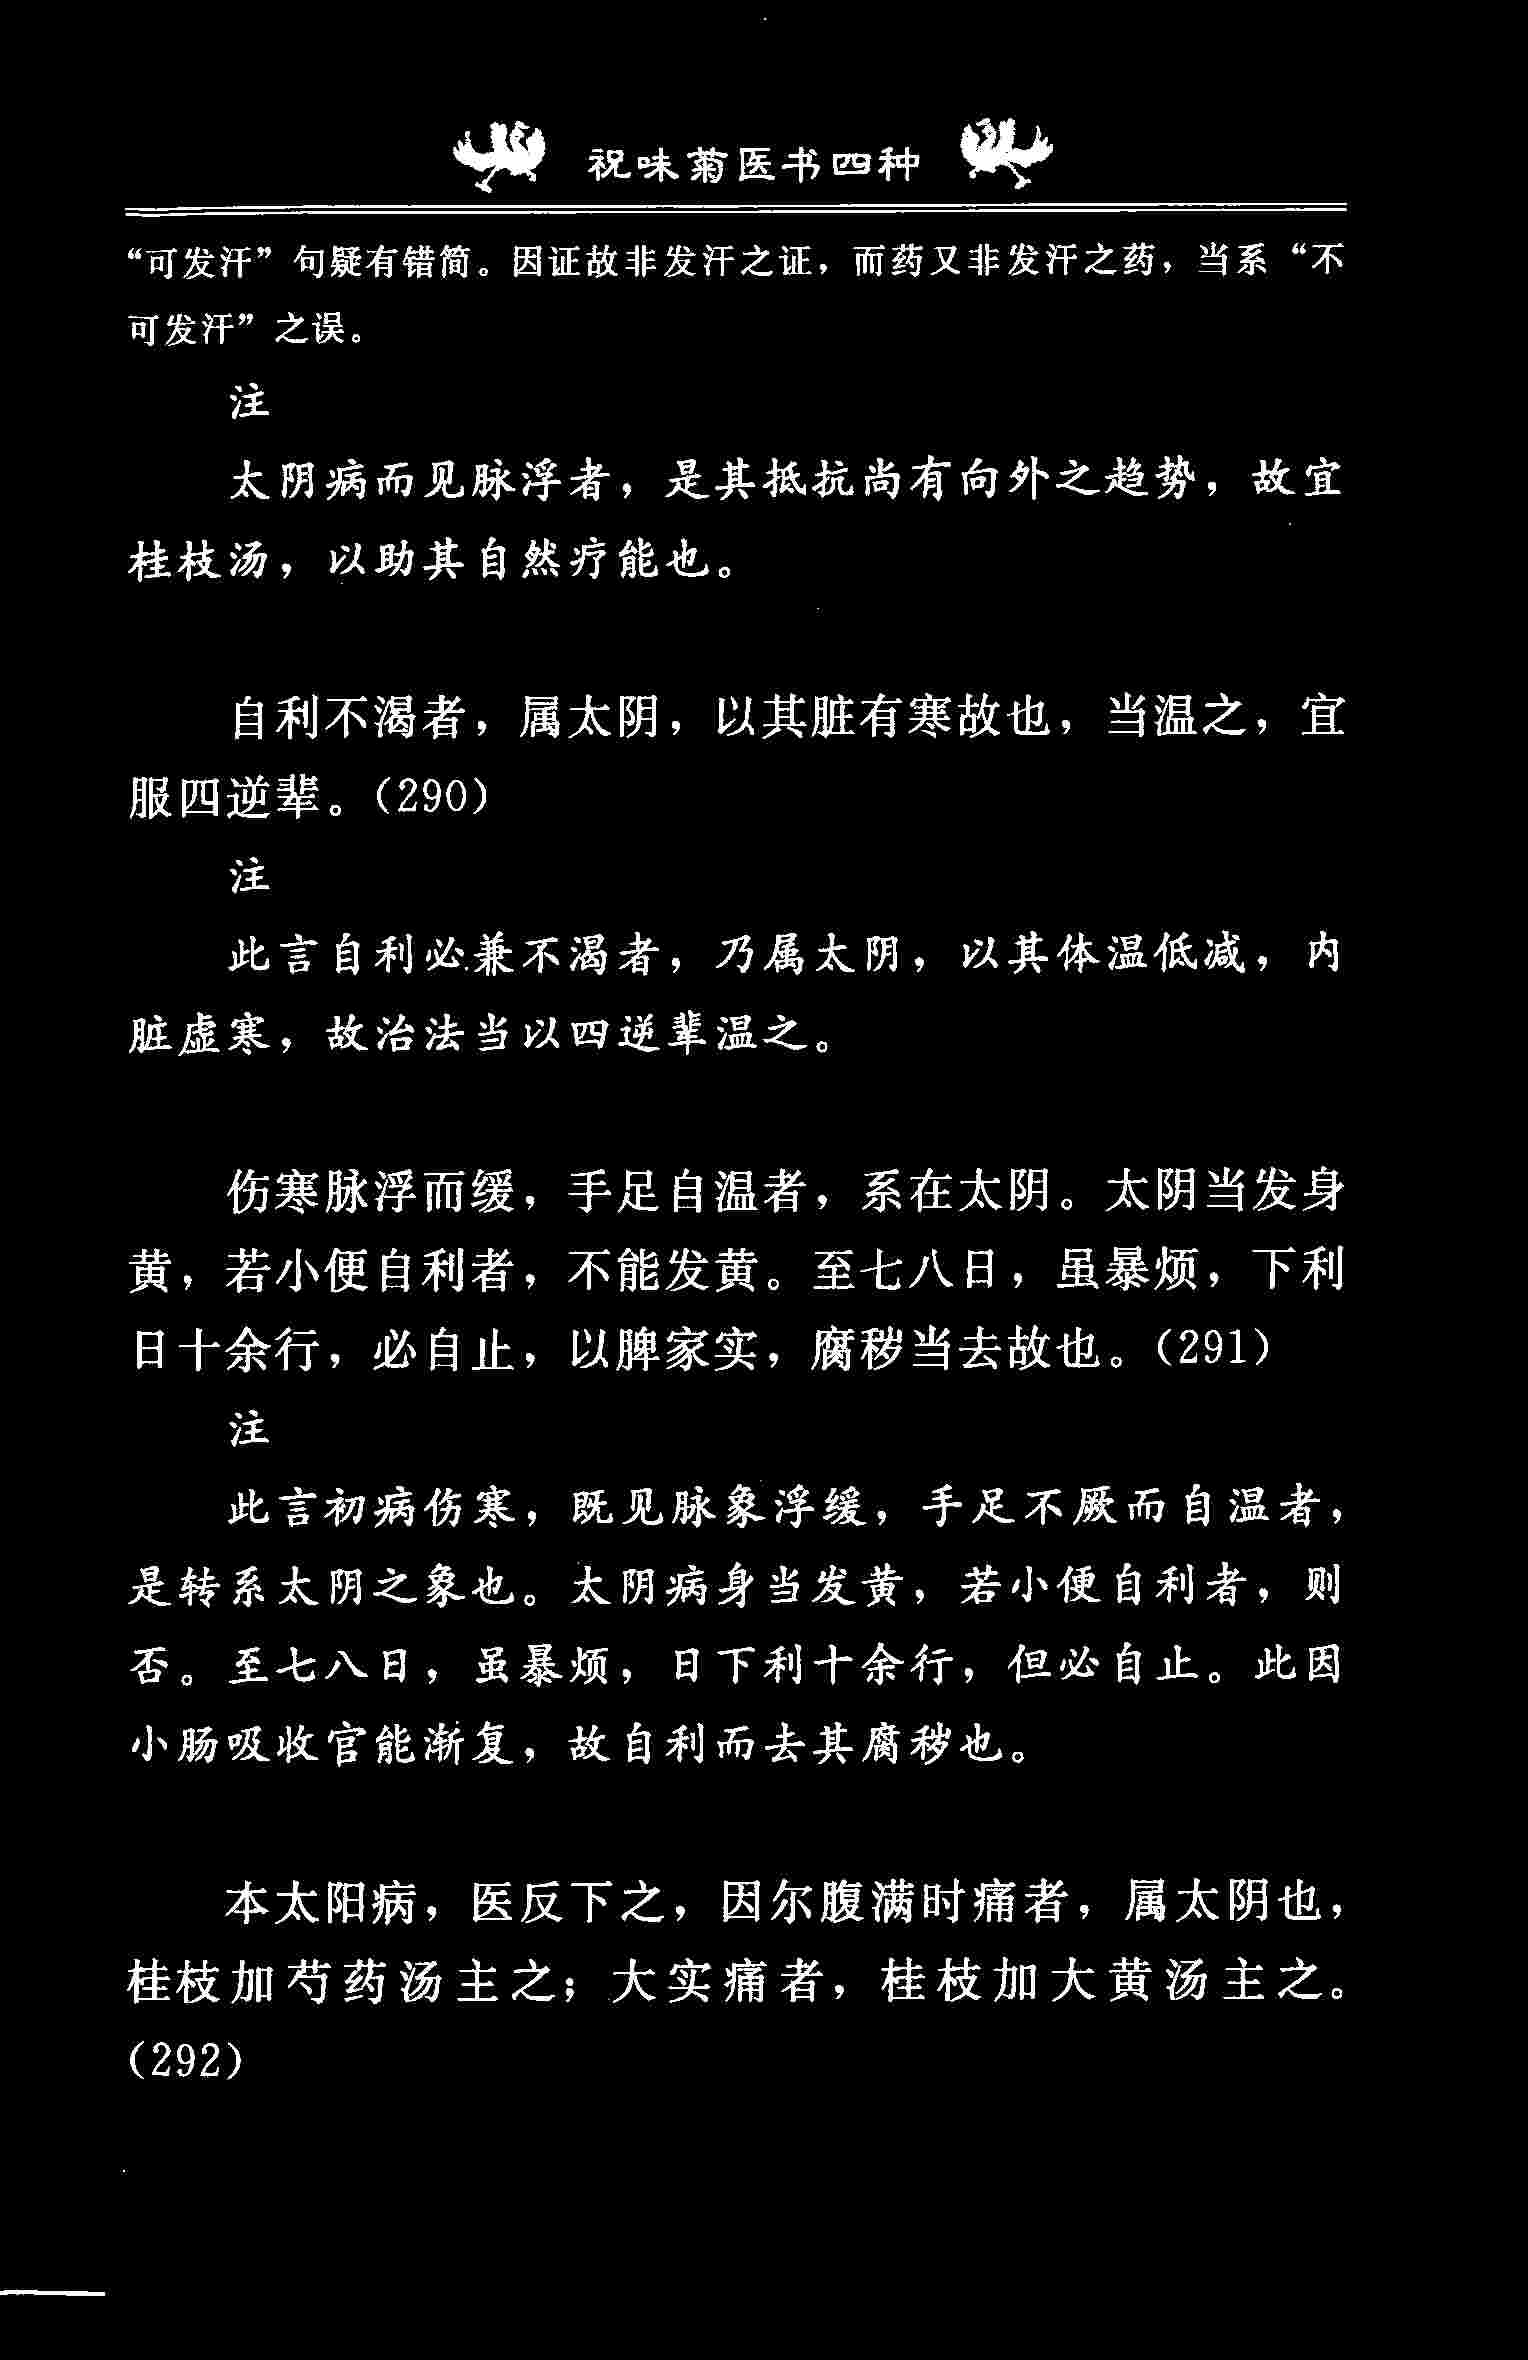 祝味菊医书四种
“可发汗”句疑有错简。因证故非发汗之证，而药又非发汗之药，当系“不
可发汗”之误。
注
太阴病而见脉浮者，是其抵抗尚有向外之趋势，故宜
桂枝汤，以助其自然疗能也。
自利不渴者，属太阴，以其脏有寒故也，当温之，宜
服四逆辈。(290)
注
此言自利必兼不渴者，乃属太阴，以其体温低减，内
脏虚寒，故治法当以四逆辈温之。
伤寒脉浮而缓，手足自温者，系在太阴。太阴当发身
黄，若小便自利者，不能发黄。至七八日，虽暴烦，下利
日十余行，必自止，以脾家实，腐秽当去故也。(291)
注
此言初病伤寒，既见脉象浮缓，手足不厥而自温者，
是转系太阴之象也。太阴病身当发黄，若小便自利者，则
否。至七八日，虽暴烦，日下利十余行，但必自止。此因
小肠吸收官能渐复，故自利而去其腐秽也。
本太阳病，医反下之，因尔腹满时痛者，属太阴也，
桂枝加芍药汤主之；大实痛者，桂枝加大黄汤主之。
(292)